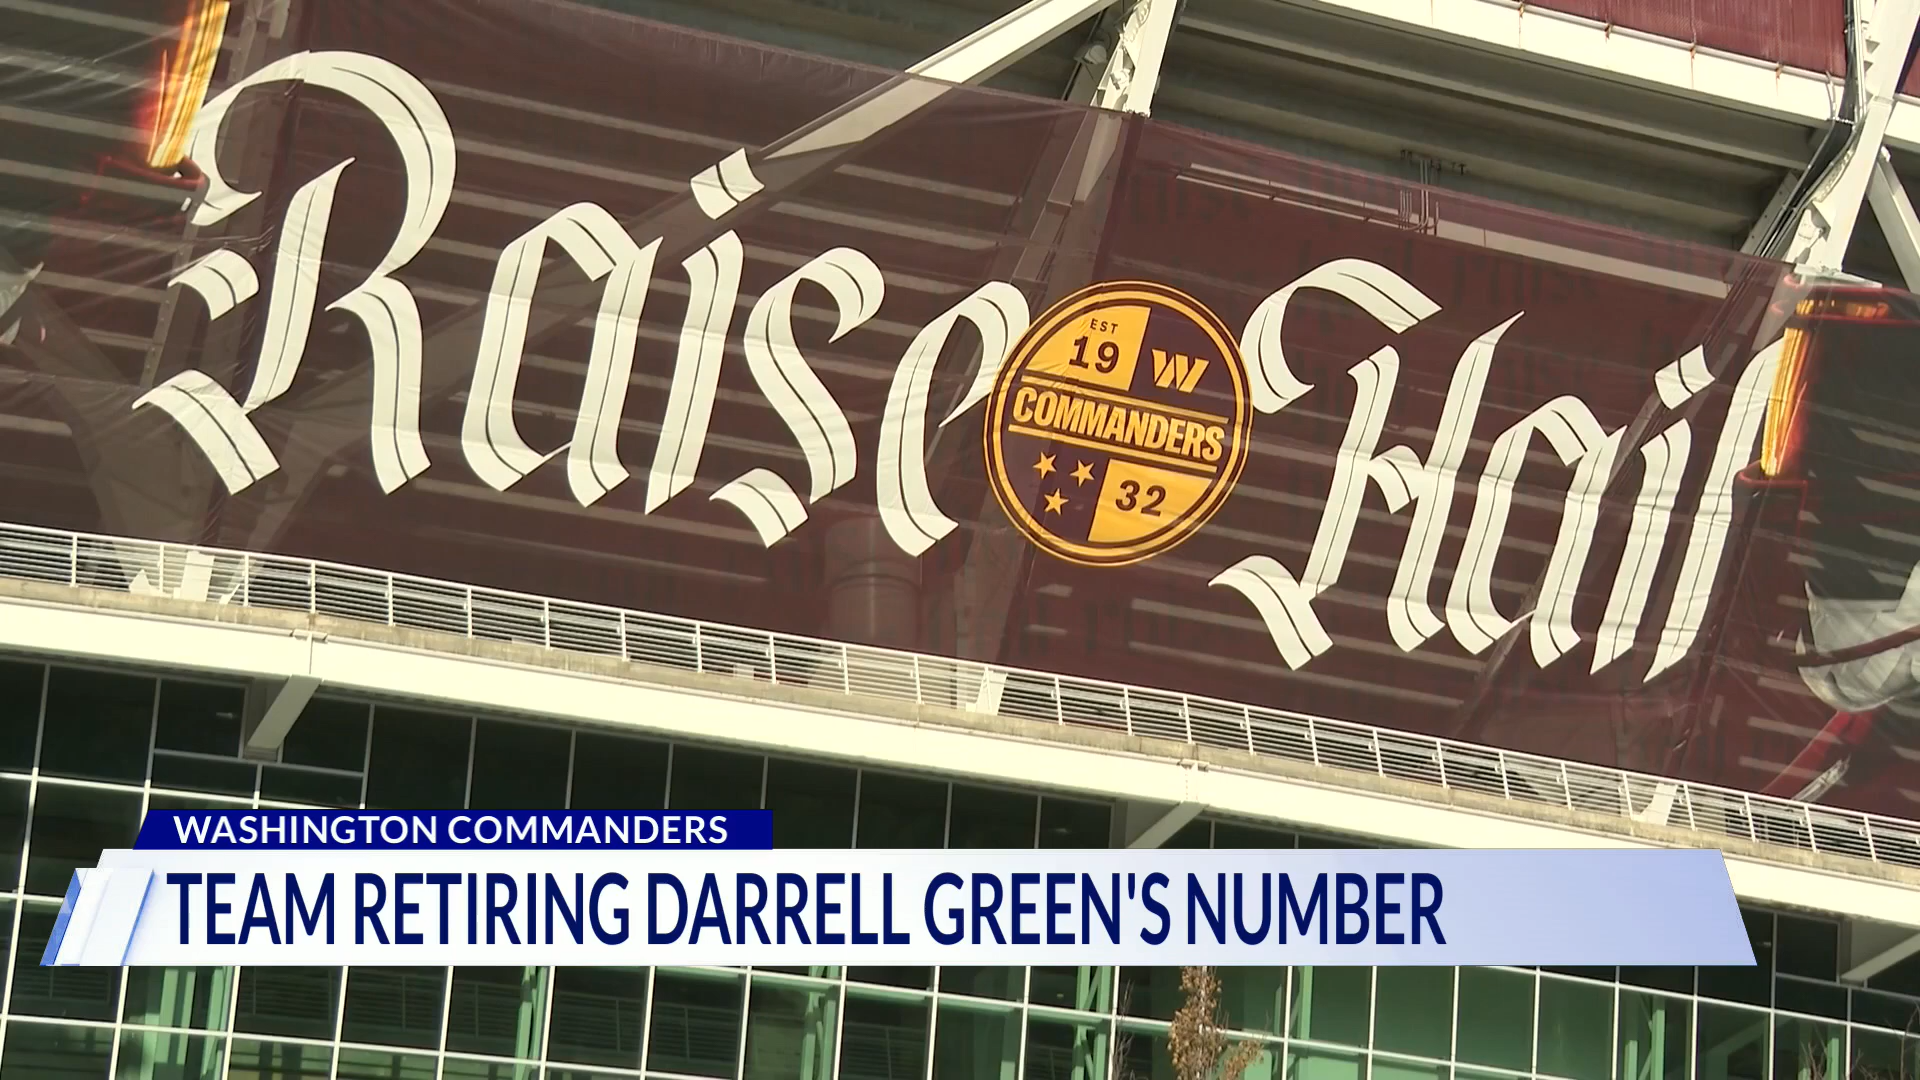 Raise Hail
EST
19
W
COMMANDERS
32
WASHINGTON COMMANDERS
TEAM RETIRING DARRELL GREEN'S NUMBER